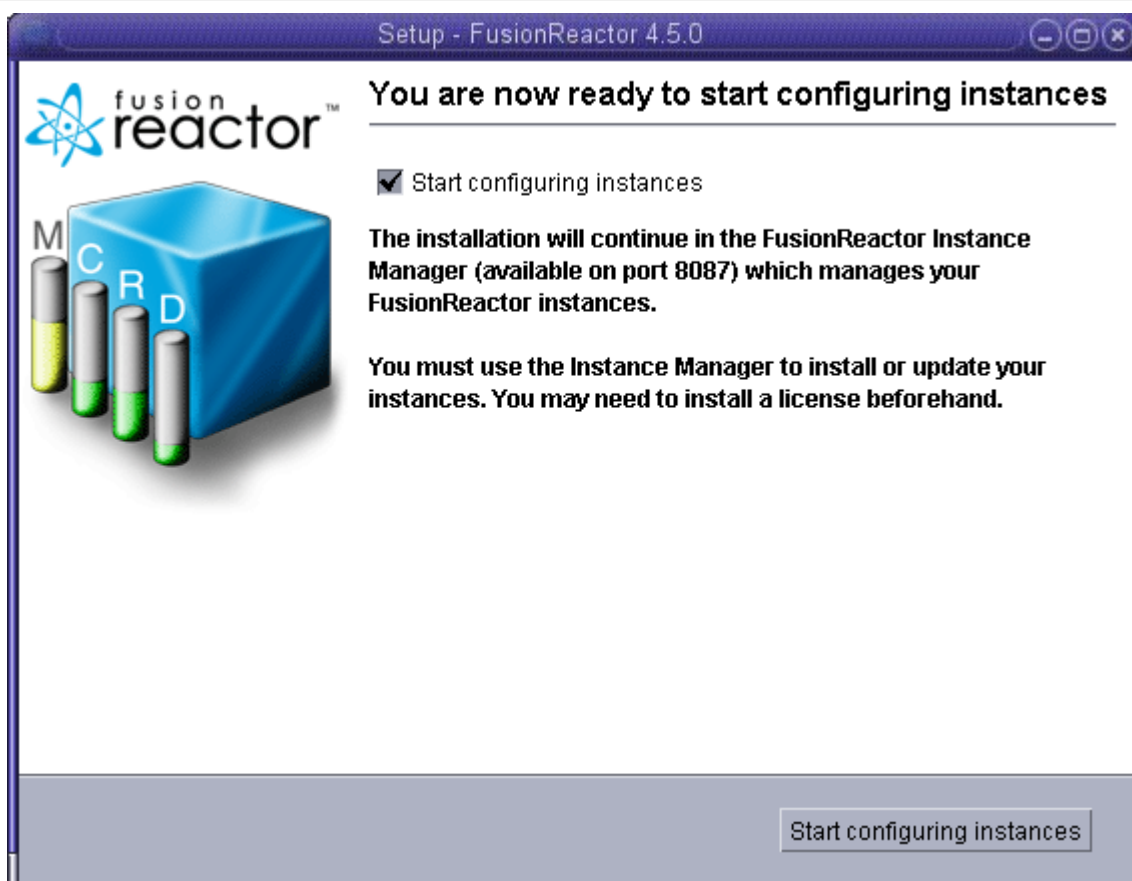 Setup - FusionReactor 4.5.0
fusion
reactor™
You are now ready to start configuring instances
Start configuring instances
The installation will continue in the FusionReactor Instance
Manager (available on port 8087) which manages your
FusionReactor instances.
You must use the Instance Manager to install or update your
instances. You may need to install a license beforehand.
M
C
R
D
Start configuring instances